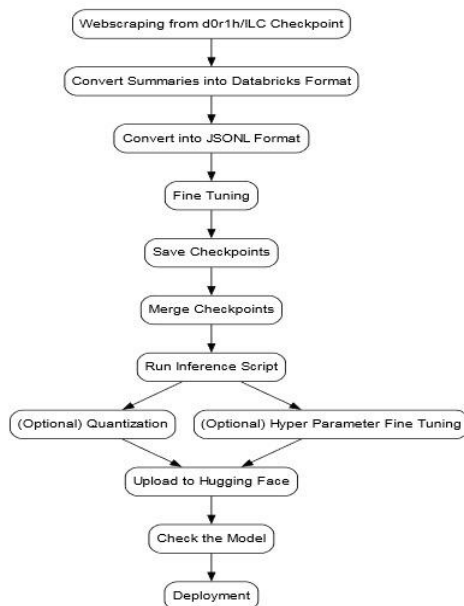 Webscraping from d0r1h/ILC Checkpoint
Convert Summaries into Databricks Format
Convert into JSONL Format
Fine Tuning
Save Checkpoints
Merge Checkpoints
Run Inference Script
(Optional) Quantization
(Optional) Hyper Parameter Fine Tuning
Upload to Hugging Face
Check the Model
Deployment